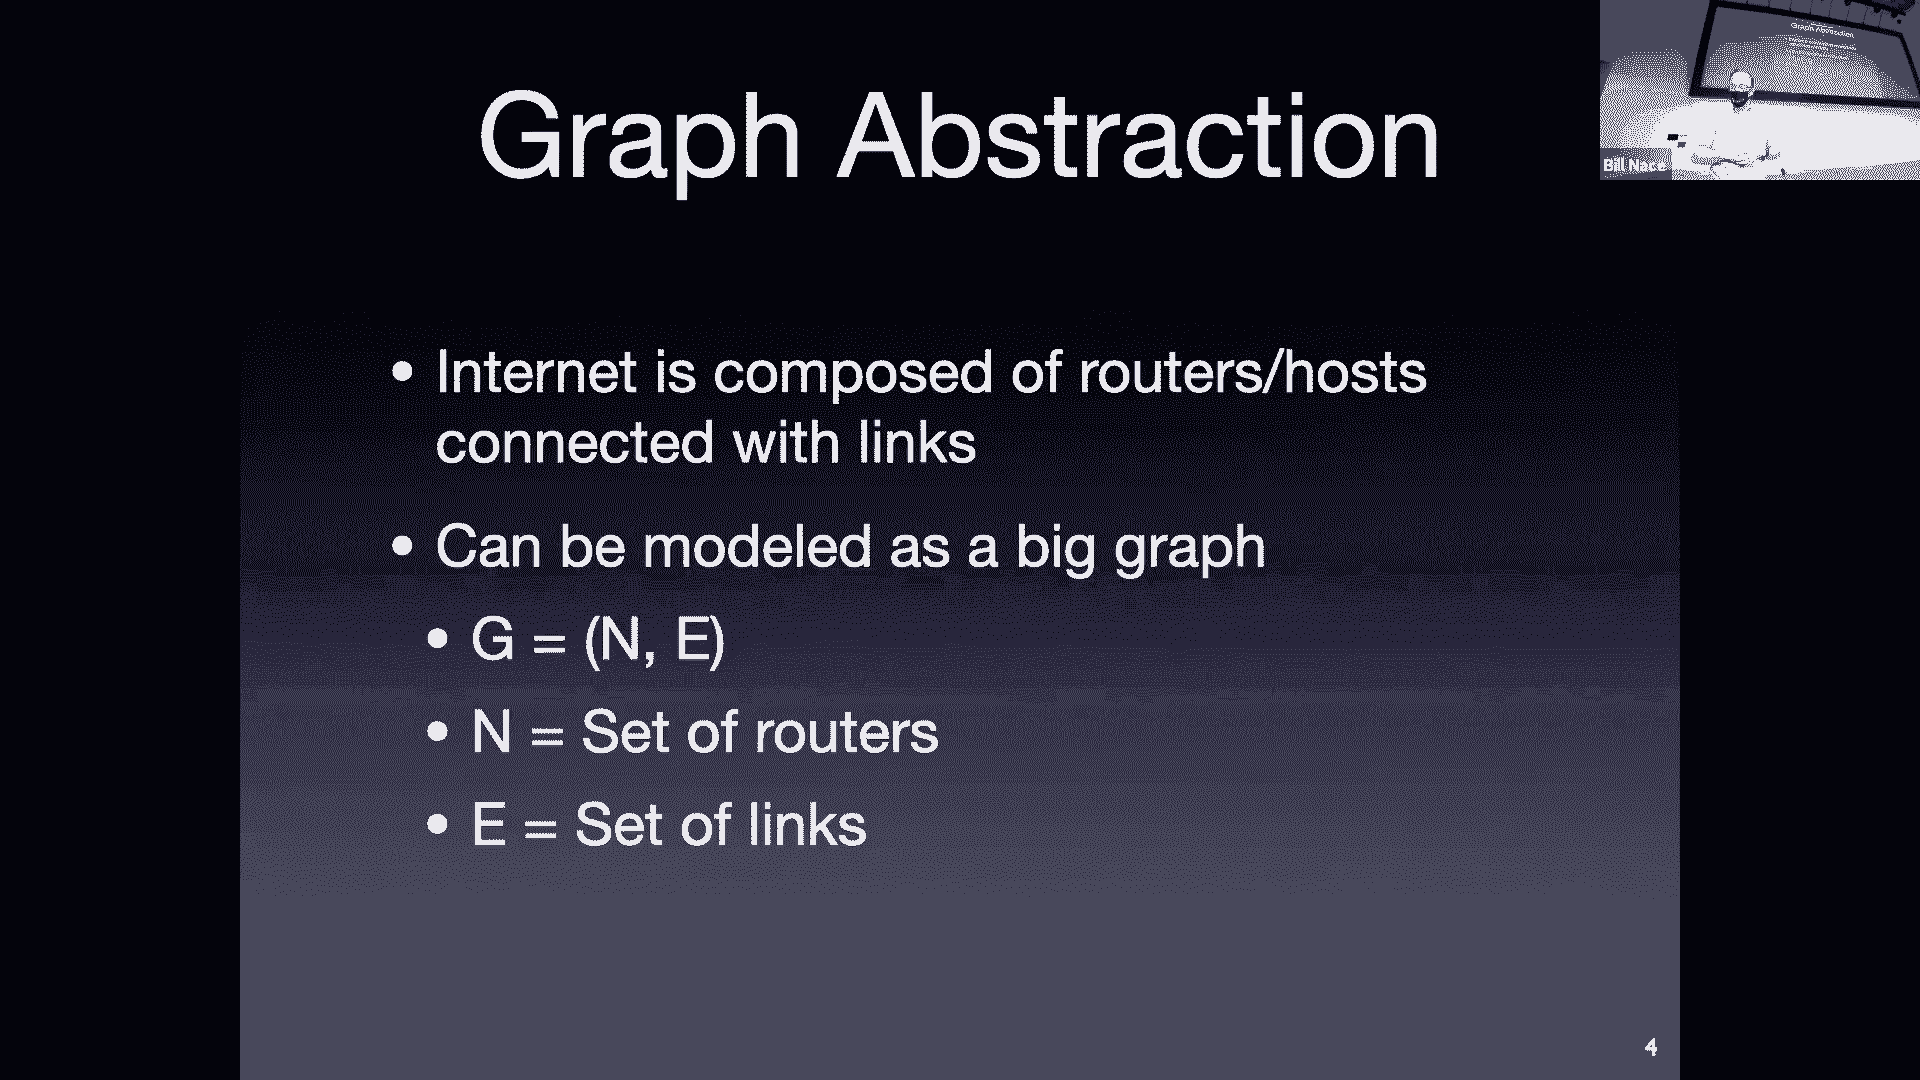 Graph Abstraction
• Internet is composed of routers/hosts
connected with links
• Can be modeled as a big graph
• G = (N, E)
• N = Set of routers
• E = Set of links
4
Graph Abstraction
Bill Nace